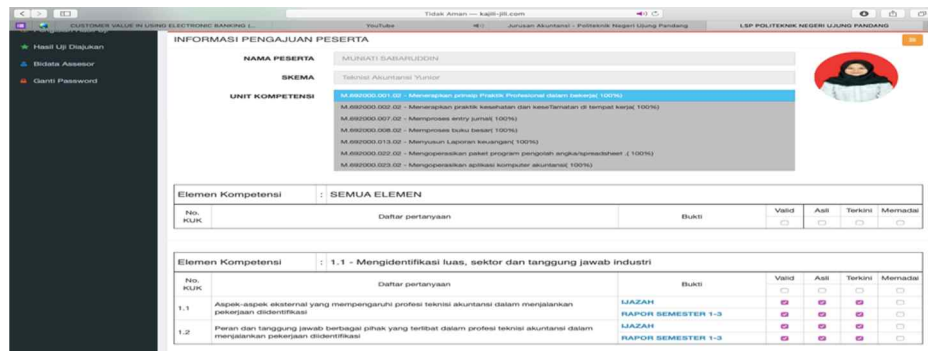 Tidak Aman — kajili-jili.com
CUSTOMER VALUE IN USING ELECTRONIC BANKING (...
YouTube
Jurusan Akuntansi - Politeknik Negeri Ujung Pandang
LSP POLITEKNIK NEGERI UJUNG PANDANG
Hasil Uji Diajukan
Bidata Assesor
Ganti Password
INFORMASI PENGAJUAN PESERTA
NAMA PESERTA
MUNIATI SABARUDDIN
SKEMA
Teknisi Akuntansi Yunior
UNIT KOMPETENSI
M.692000.001.02 - Menerapkan prinsip Praktik Profesional dalam bekerja( 100%)
M.692000.002.02 - Menerapkan praktik kesehatan dan keseTamatan di tempat kerja( 100%)
M.692000.007.02 - Memproses entry jurnal( 100%)
M.692000.008.02 - Memproses buku besar( 100%)
M.692000.013.02 - Menyusun Laporan keuangan( 100%)
M.692000.022.02 - Mengoperasikan paket program pengolah angka/spreadsheet .( 100%)
M.692000.023.02 - Mengoperasikan aplikasi komputer akuntansi( 100%)
Elemen Kompetensi : SEMUA ELEMEN
No. KUK Daftar pertanyaan Bukti Valid Asli Terkini Memadai
Elemen Kompetensi : 1.1 - Mengidentifikasi luas, sektor dan tanggung jawab industri
No. KUK Daftar pertanyaan Bukti Valid Asli Terkini Memadai
1.1 Aspek-aspek eksternal yang mempengaruhi profesi teknisi akuntansi dalam menjalankan
pekerjaan diidentifikasi
IJAZAH
RAPOR SEMESTER 1-3
1.2 Peran dan tanggung jawab berbagai pihak yang terlibat dalam profesi teknisi akuntansi dalam
menjalankan pekerjaan diidentifikasi
IJAZAH
RAPOR SEMESTER 1-3